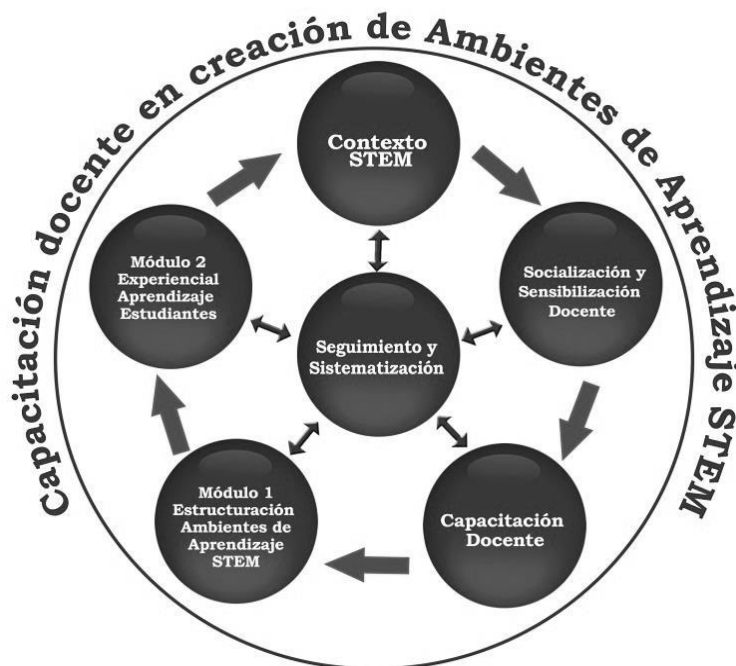 Capacitación docente en creación de Ambientes de Aprendizaje STEM
Contexto
STEM
Socialización y
Sensibilización
Docente
Capacitación
Docente
Módulo 1
Estructuración
Ambientes de
Aprendizaje
STEM
Módulo 2
Experiencial
Aprendizaje
Estudiantes
Seguimiento y
Sistematización